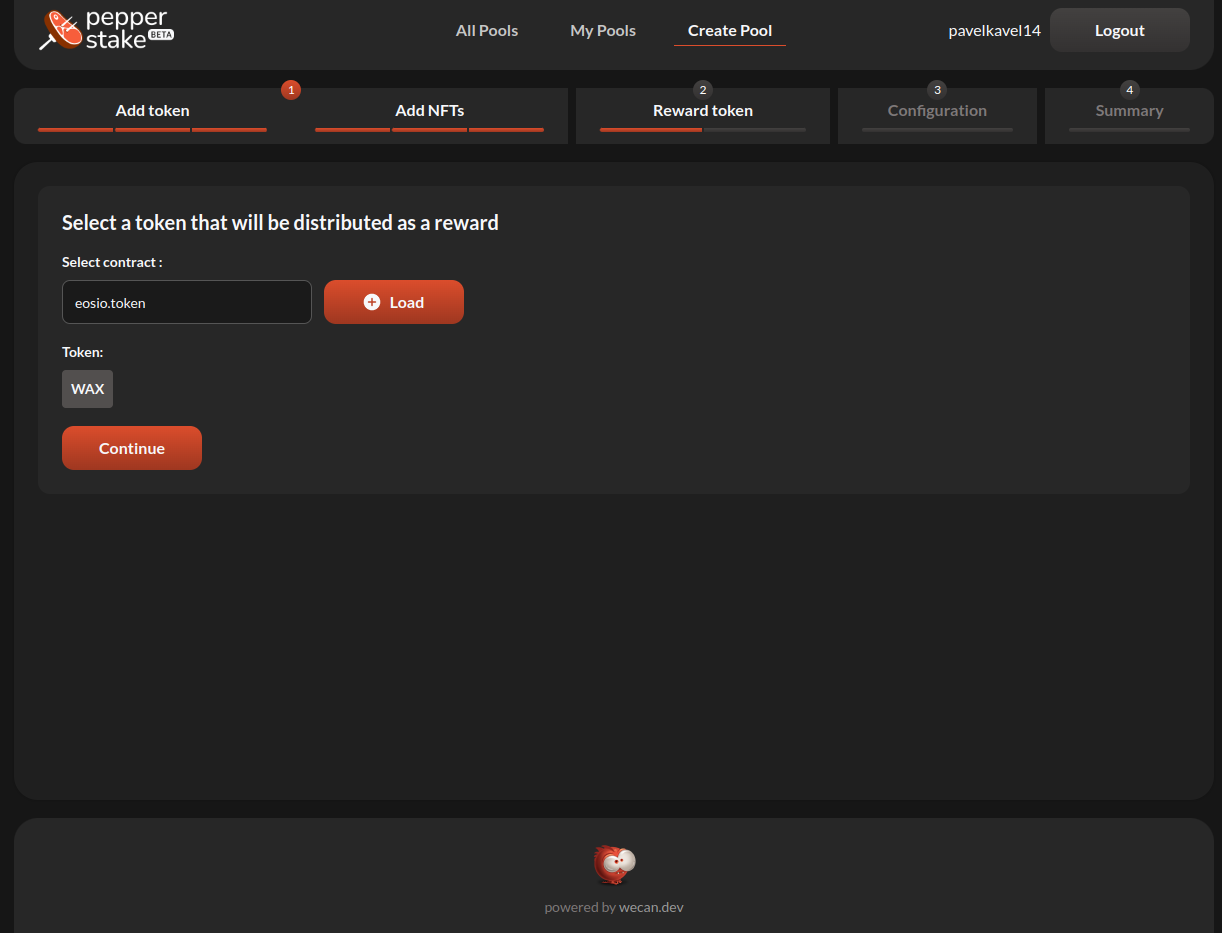 pepper
stake BETA
All Pools
My Pools
Create Pool
pavelkavel14
Logout
1
2
3
4
Add token
Add NFTs
Reward token
Configuration
Summary
Select a token that will be distributed as a reward
Select contract :
eosio.token
Load
Token:
WAX
Continue
powered by wecan.dev